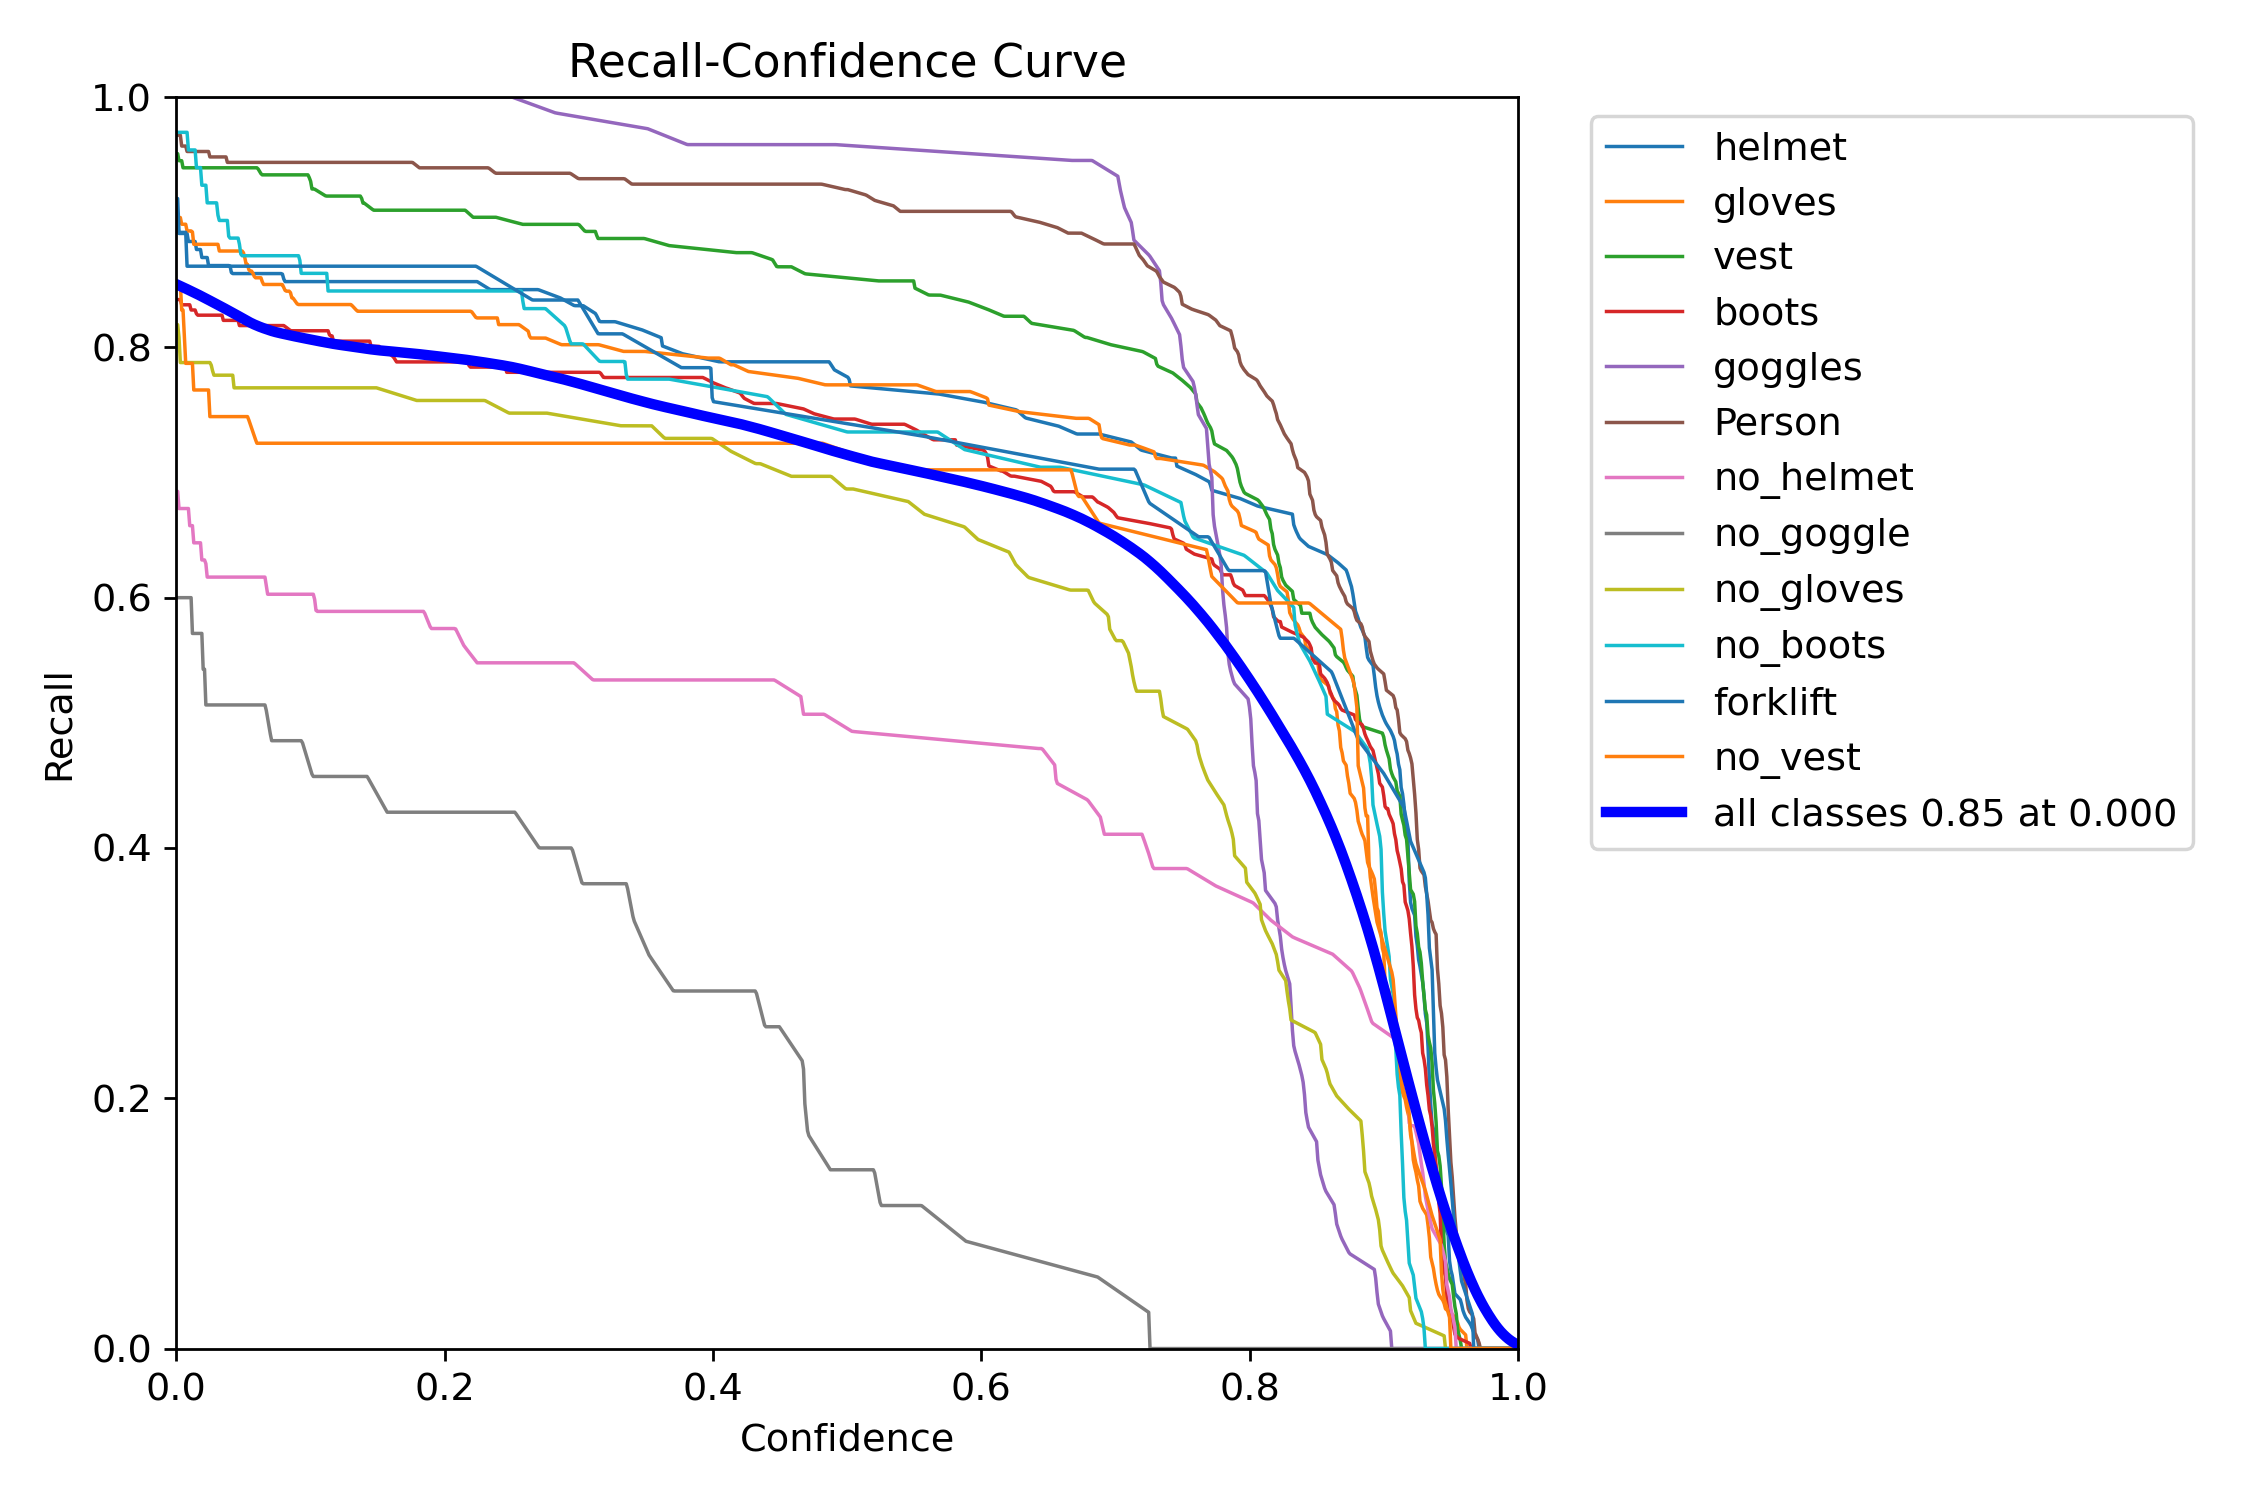 Recall-Confidence Curve
1.0
0.8
0.6
0.4
0.2
0.0
Recall
0.0 0.2 0.4 0.6 0.8 1.0
Confidence
helmet
gloves
vest
boots
goggles
Person
no_helmet
no_goggle
no_gloves
no_boots
forklift
no_vest
all classes 0.85 at 0.000